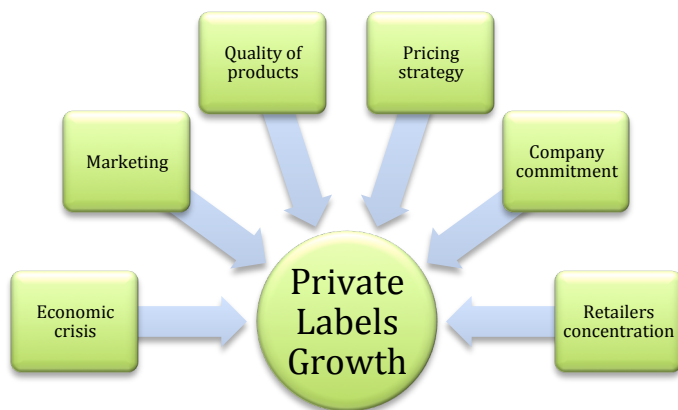 Quality of
products
Pricing
strategy
Marketing
Company
commitment
Economic
crisis
Private
Labels
Growth
Retailers
concentration